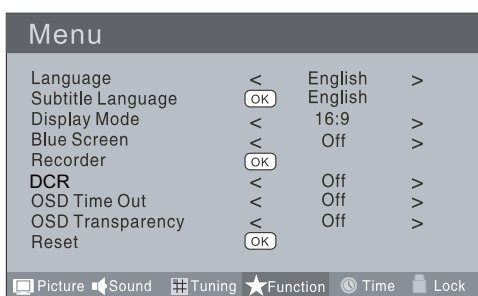 Menu
Language < English >
Subtitle Language OK English
Display Mode < 16:9 >
Blue Screen < Off >
Recorder OK
DCR < Off >
OSD Time Out < Off >
OSD Transparency < Off >
Reset OK
Picture Sound Tuning Function Time Lock